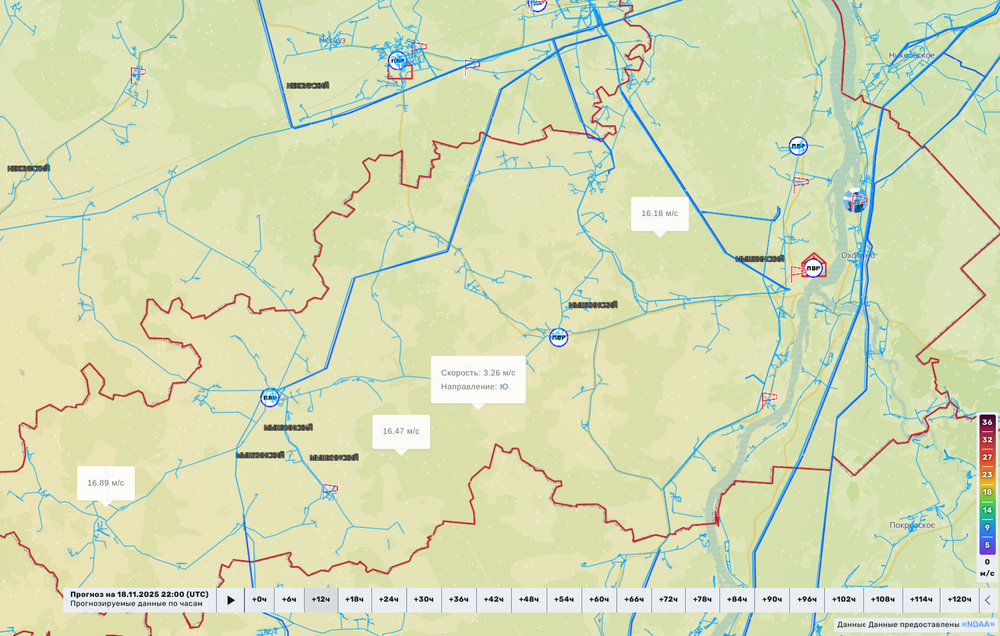 ПВР
Некоуз
ПВР
Никольское
НЕКОУЗСКИЙ
ПВР
НЕКОУЗСКИЙ
16.18 м/с
Охотино
МЫШКИНСКИЙ
ПВР
МЫШКИНСКИЙ
ПВР
Скорость: 3.26 м/с
Направление: Ю
ПВР
16.47 м/с
МЫШКИНСКИЙ
МЫШКИНСКИЙ
МЫШКИНСКИЙ
16.89 м/с
Покровское
36
32
27
23
18
14
9
5
0
м/с
Прогноз на 18.11.2025 22:00 (UTC)
Прогнозируемые данные по часам
+0ч +6ч +12ч +18ч +24ч +30ч +36ч +42ч +48ч +54ч +60ч +66ч +72ч +78ч +84ч +90ч +96ч +102ч +108ч +114ч +120ч
Данные Данные предоставлены «NOAA»